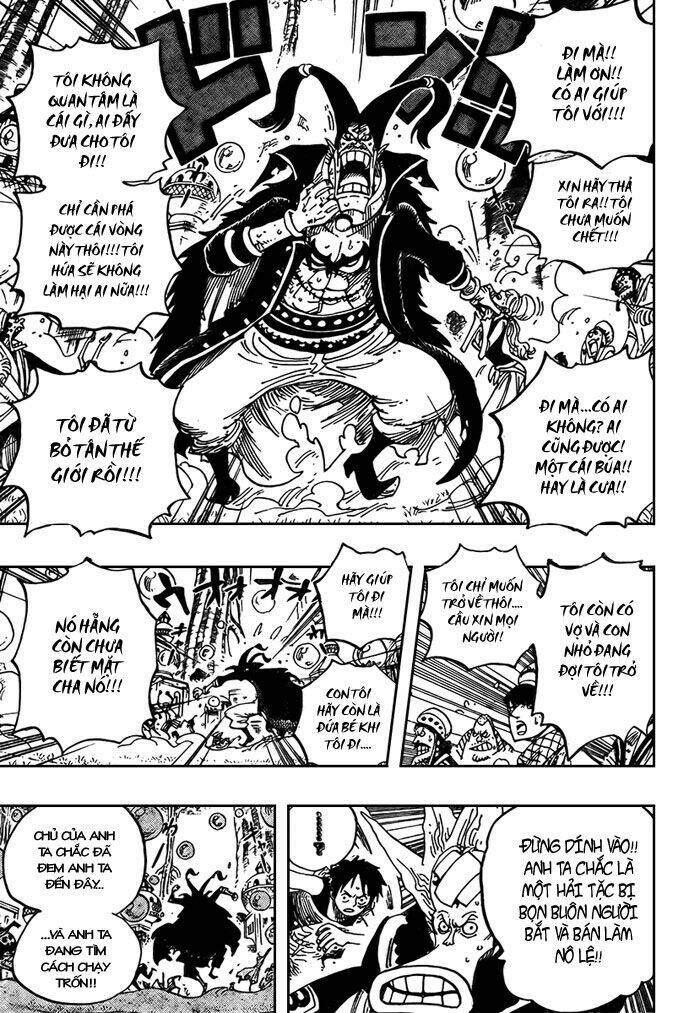 ドーン
ĐI MÀ!!
LÀM ƠN!!
CÓ AI GIÚP
TÔI VỚI!!!
XIN HÃY THẢ
TÔI RA!! TÔI
CHƯA MUỐN
CHẾT!!!
ĐI MÀ...CÓ AI
KHÔNG? AI
CŨNG ĐƯỢC!
MỘT CÁI BÚA!!
HAY LÀ CƯA!!
TÔI KHÔNG
QUAN TÂM LÀ
CÁI GÌ, AI ĐẤY
ĐƯA CHO TÔI
ĐI!!
CHỈ CẦN PHÁ
ĐƯỢC CÁI VÒNG
NÀY THÔI!!! TÔI
HỨA SẼ KHÔNG
LÀM HẠI AI NỮA!!!
TÔI ĐÃ TỪ
BỎ TÂN THẾ
GIỚI RỒI!!!
TÔI CÒN CÓ
VỢ VÀ CON
NHỎ ĐANG
ĐỢI TÔI TRỞ
VỀ!!!
TÔI CHỈ MUỐN
TRỞ VỀ THÔI....
CẦU XIN MỌI
NGƯỜI!!
HÃY GIÚP
TÔI ĐI
MÀ!!!
CON TÔI
HÃY CÒN LÀ
ĐỨA BÉ KHI
TÔI ĐI....
NÓ HẲNG
CÒN CHƯA
BIẾT MẶT
CHA NÓ!!!
ĐỪNG DÍNH VÀO!!
ANH TA CHẮC LÀ
MỘT HẢI TẶC BỊ
BỌN BUÔN NGƯỜI
BẮT VÀ BÁN LÀM
NÔ LỆ!!
CHỦ CỦA ANH
TA CHẮC ĐÃ
ĐEM ANH TA
ĐẾN ĐÂY..
...VÀ ANH TA
ĐANG TÌM
CÁCH CHẠY
TRỐN!!